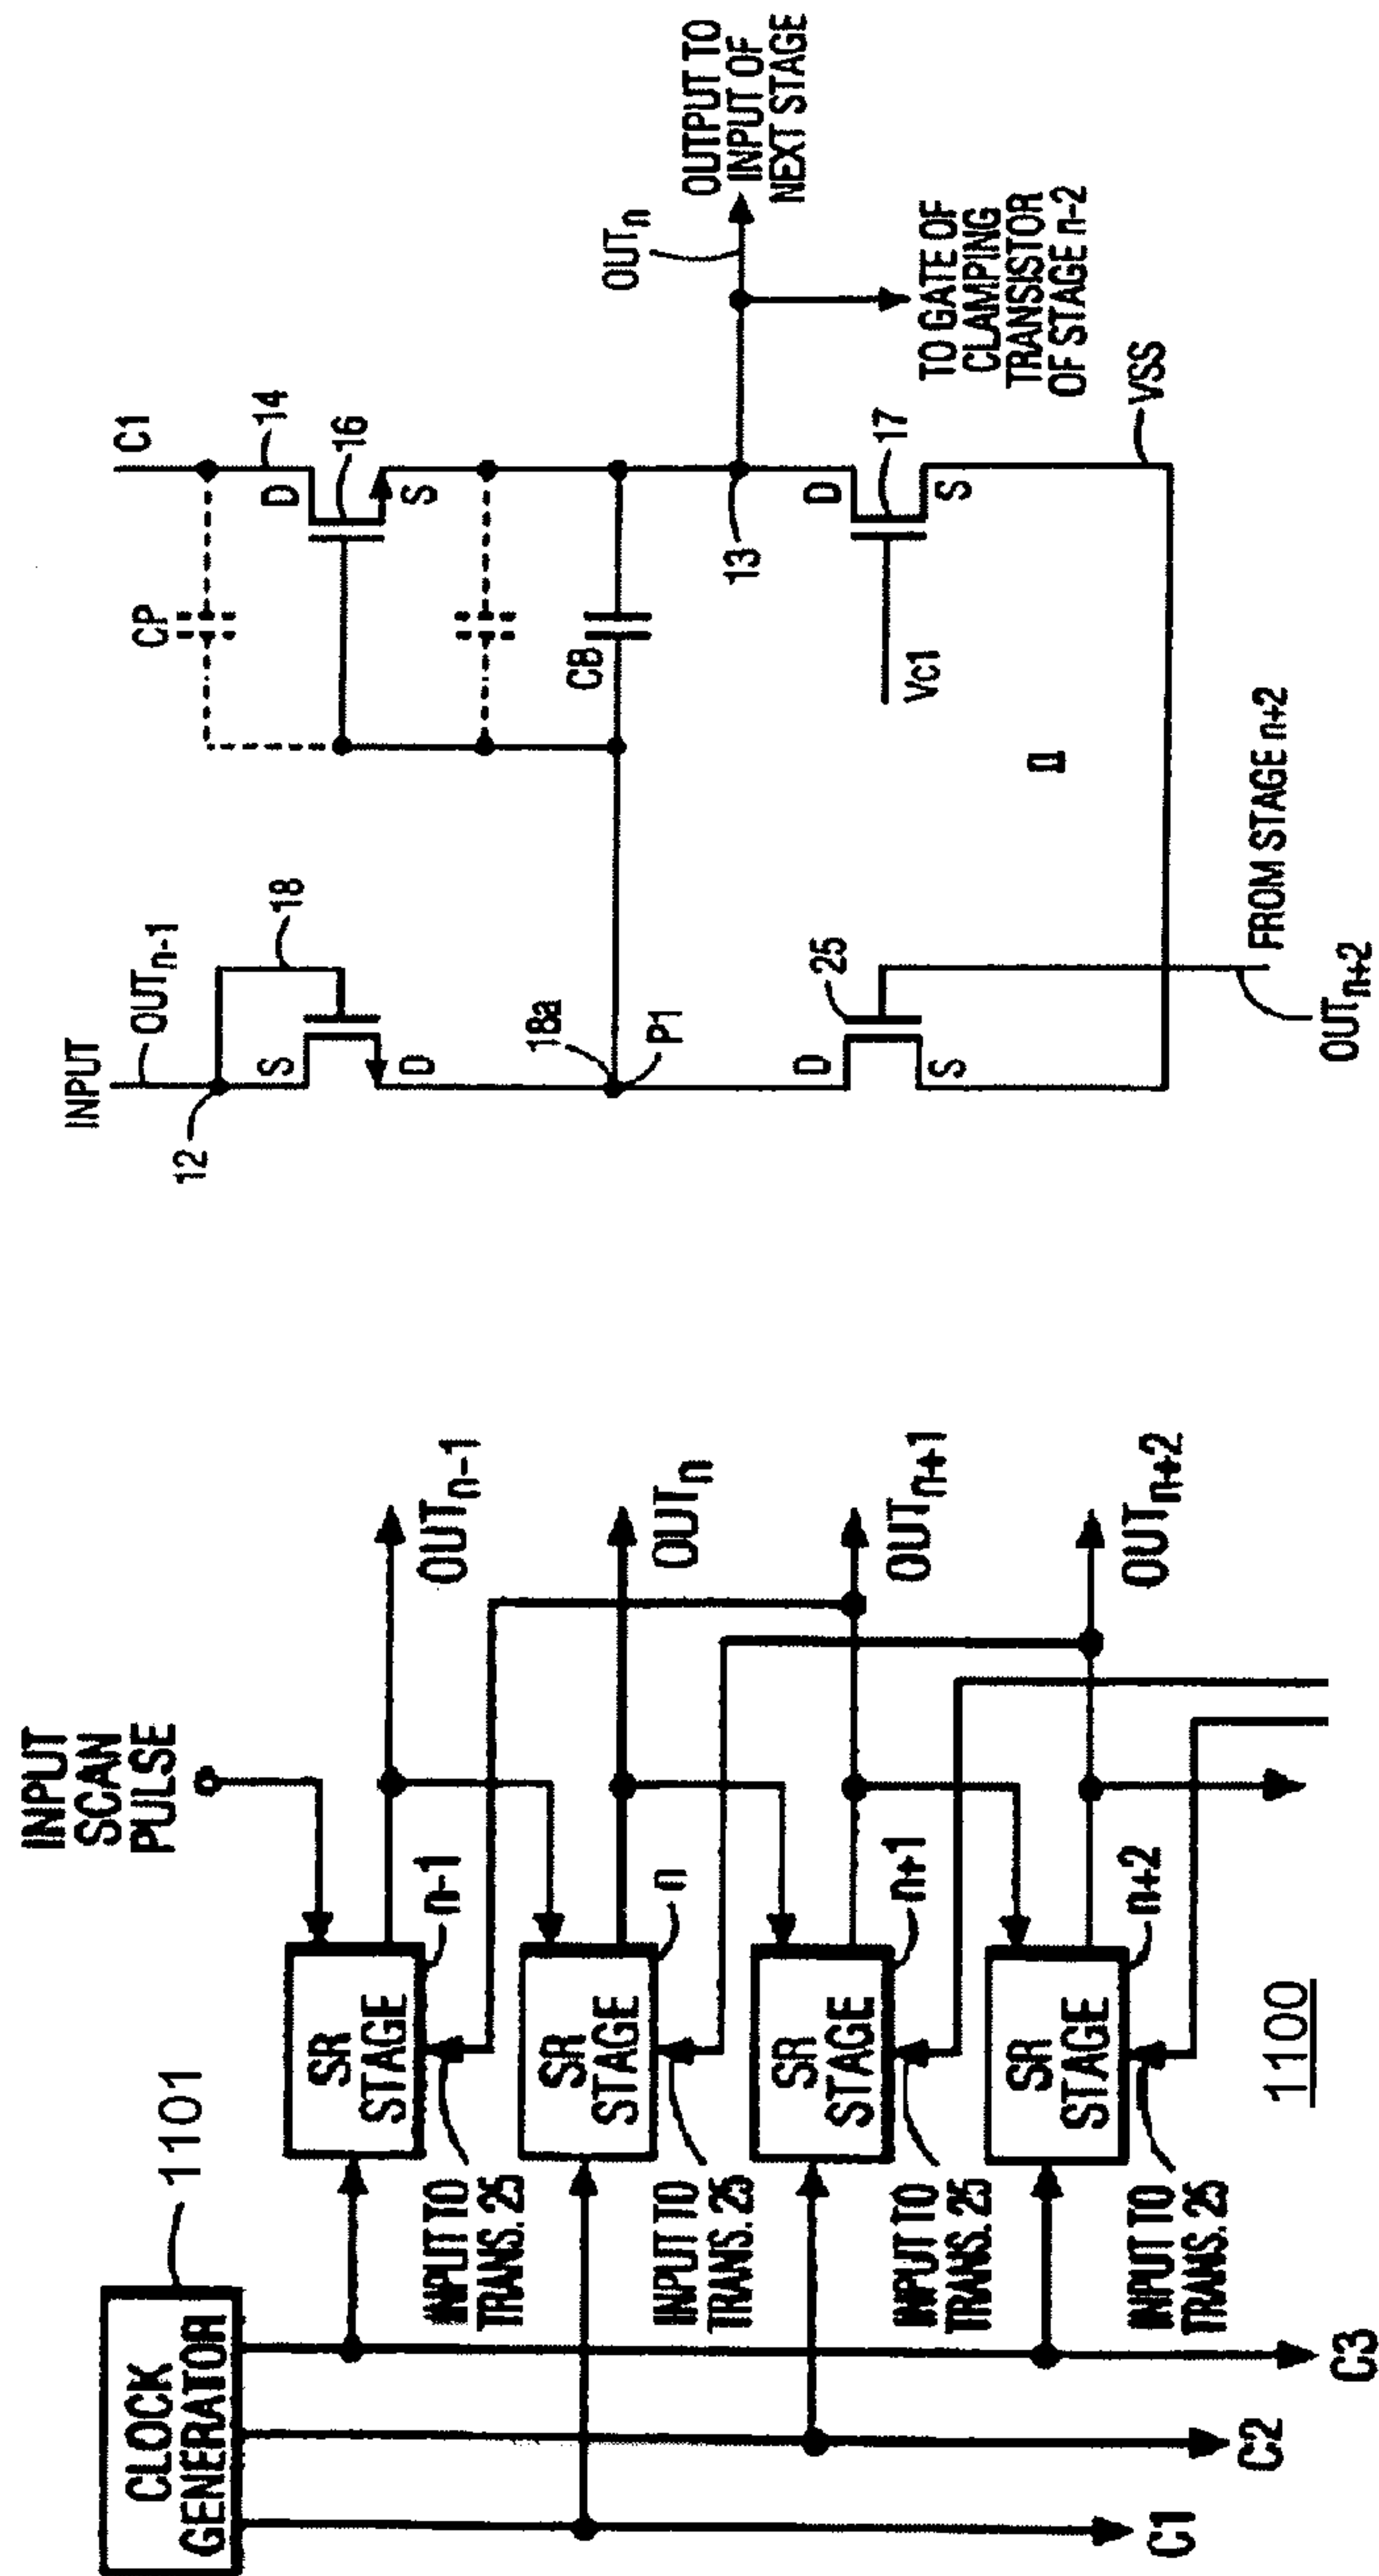 CLOCK
GENERATOR
1101
INPUT
SCAN
PULSE
SR
STAGE
n-1
OUTn-1
INPUT TO
TRANS. 25
SR
STAGE
n
OUTn
INPUT TO
TRANS. 25
SR
STAGE
n+1
OUTn+1
INPUT TO
TRANS. 25
SR
STAGE
n+2
OUTn+2
INPUT TO
TRANS. 25
C1
C2
C3
1100
INPUT
OUTn-1
12
18
S
D
18a
P1
25
D
S
FROM STAGE n+2
OUTn+2
C1
14
CP
D
16
S
CB
13
OUTn
OUTPUT TO
INPUT OF
NEXT STAGE
TO GATE OF
CLAMPING
TRANSISTOR
OF STAGE n-2
D
17
S
Vc1
n
VSS